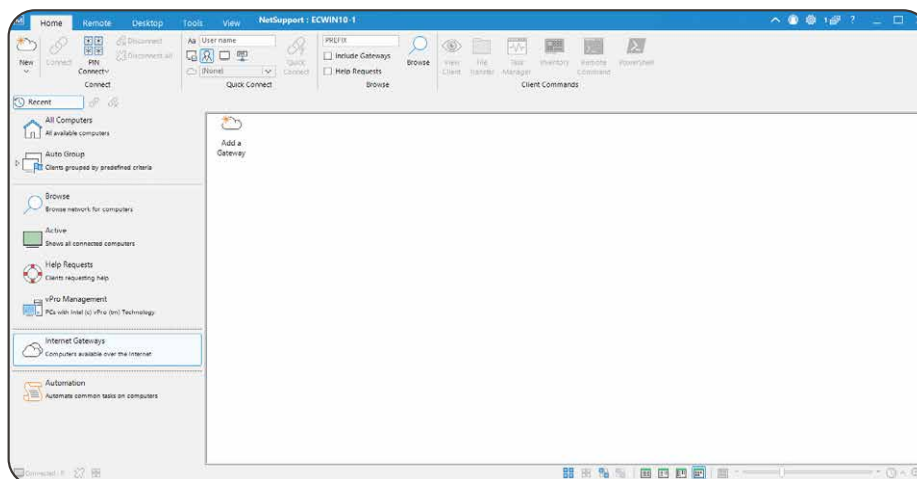 Home Remote Desktop Tools View NetSupport : ECWIN10-1
?
New
Connect
PIN
Connect
Disconnect
Disconnect all
Connect
Aa User name
(None)
Quick
Connect
Quick Connect
PREFIX
Include Gateways
Help Requests
Browse
Browse
View
Client
File
Transfer
Task
Manager
Inventory
Remote
Command
PowerShell
Client Commands
Recent
All Computers
All available computers
Auto Group
Clients grouped by predefined criteria
Browse
Browse network for computers
Active
Shows all connected computers
Help Requests
Clients requesting help
vPro Management
PCs with Intel (c) vPro (tm) Technology
Internet Gateways
Computers available over the Internet
Automation
Automate common tasks on computers
Add a
Gateway
Connected :